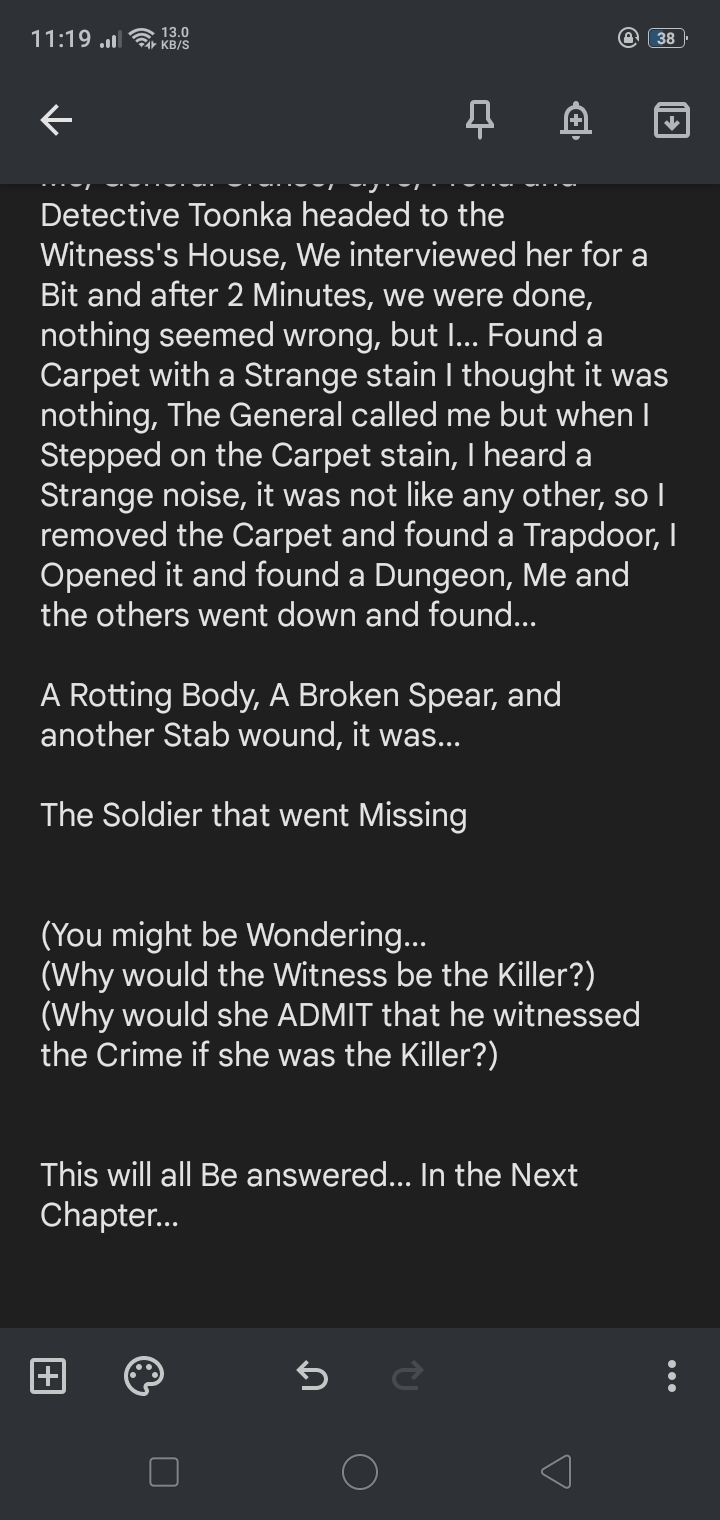 11:19
13.0
KB/S
38
Detective Toonka headed to the
Witness's House, We interviewed her for a
Bit and after 2 Minutes, we were done,
nothing seemed wrong, but I... Found a
Carpet with a Strange stain I thought it was
nothing, The General called me but when I
Stepped on the Carpet stain, I heard a
Strange noise, it was not like any other, so I
removed the Carpet and found a Trapdoor, I
Opened it and found a Dungeon, Me and
the others went down and found...
A Rotting Body, A Broken Spear, and
another Stab wound, it was...
The Soldier that went Missing
(You might be Wondering...
(Why would the Witness be the Killer?)
(Why would she ADMIT that he witnessed
the Crime if she was the Killer?)
This will all Be answered... In the Next
Chapter...